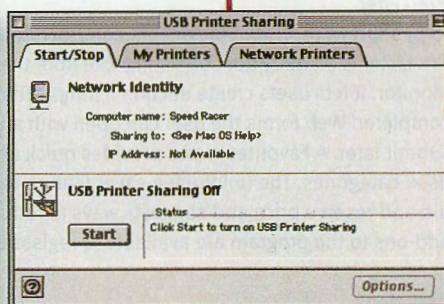 USB Printer Sharing
Start/Stop
My Printers
Network Printers
Network Identity
Computer name: Speed Racer
Sharing is: <See Mac OS Help>
IP Address: Not Available
USB Printer Sharing Off
Start
Status
Click Start to turn on USB Printer Sharing
Options...